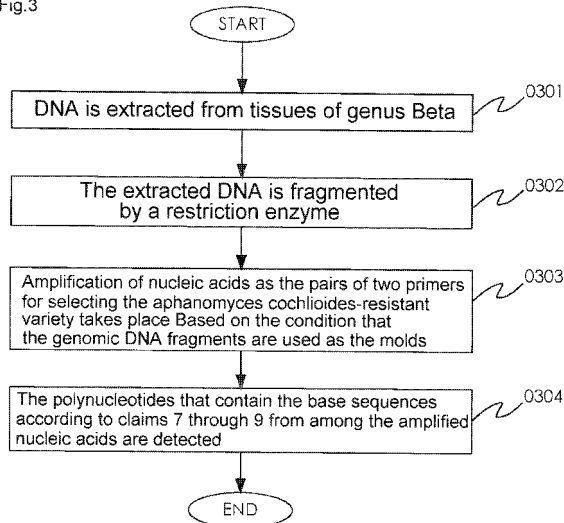 Fig.3
START
DNA is extracted from tissues of genus Beta
0301
The extracted DNA is fragmented
by a restriction enzyme
0302
Amplification of nucleic acids as the pairs of two primers
for selecting the aphanomyces cochlioides-resistant
variety takes place Based on the condition that
the genomic DNA fragments are used as the molds
0303
The polynucleotides that contain the base sequences
according to claims 7 through 9 from among the amplified
nucleic acids are detected
0304
END